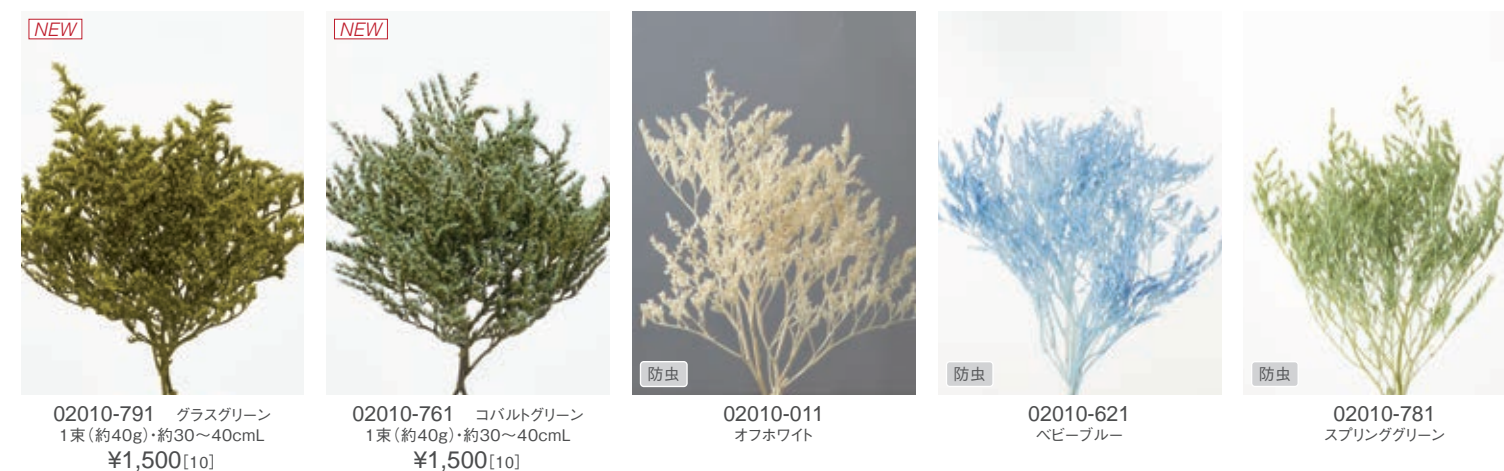 NEW
NEW
防虫
防虫
防虫
02010-791 グラスグリーン
1束（約40g）・約30～40cmL
¥1,500[10]
02010-761 コバルトグリーン
1束（約40g）・約30～40cmL
¥1,500[10]
02010-011
オフホワイト
02010-621
ベビーブルー
02010-781
スプリンググリーン